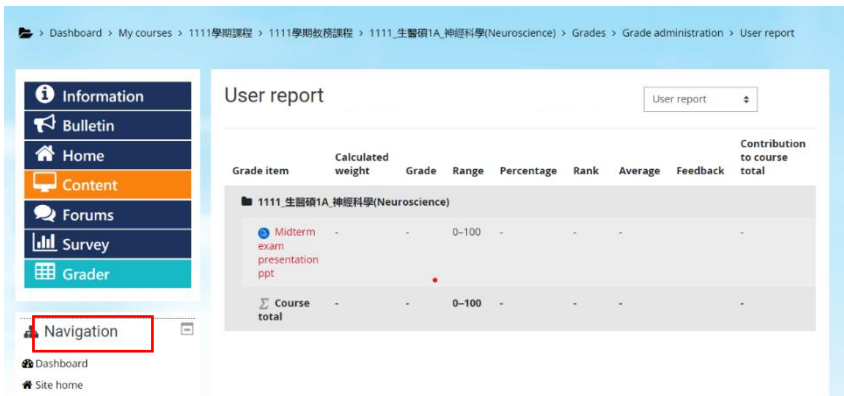 > Dashboard > My courses > 1111學期課程 > 1111學期教務課程 > 1111_生醫碩1A_神經科學(Neuroscience) > Grades > Grade administration > User report
Information
Bulletin
Home
Content
Forums
Survey
Grader
Navigation
Dashboard
Site home
User report
User report
Grade item Calculated weight Grade Range Percentage Rank Average Feedback Contribution to course total
1111_生醫碩1A_神經科學(Neuroscience)
Midterm - - 0–100 - - - -
exam
presentation
ppt
∑ Course - - 0–100 - - - -
total